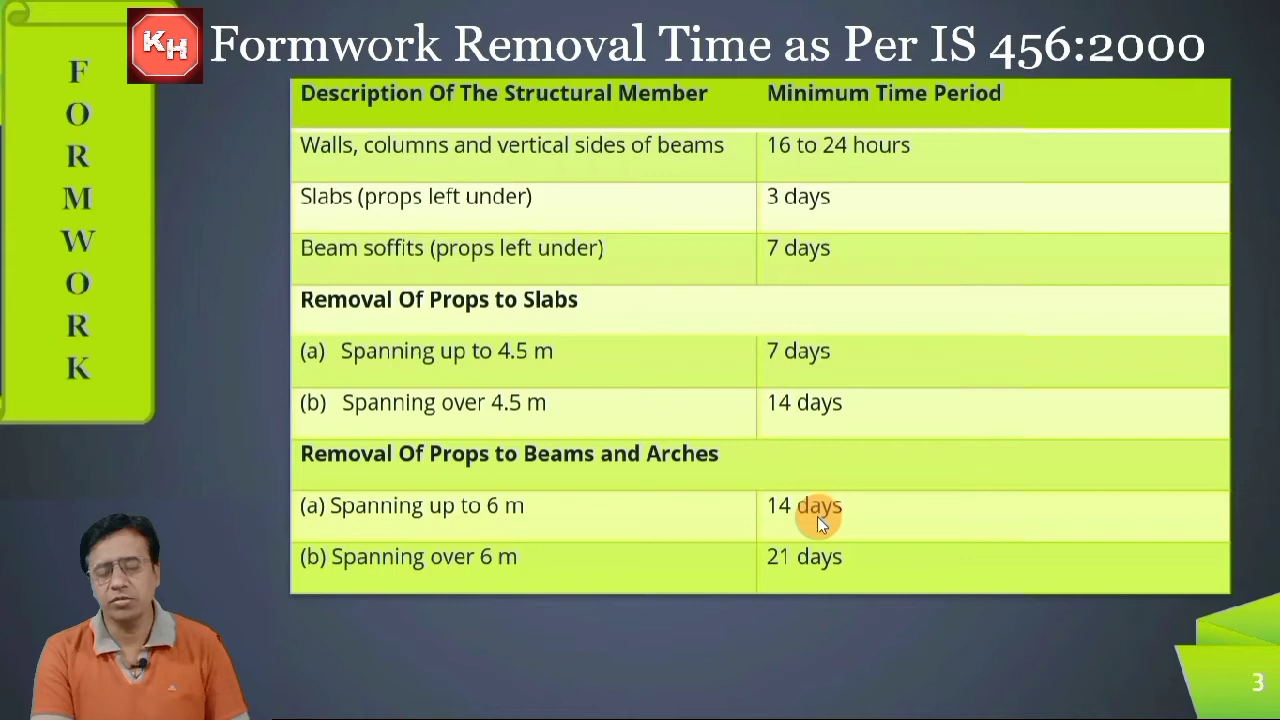 KH
Formwork Removal Time as Per IS 456:2000
F
O
R
M
W
O
R
K
Description Of The Structural Member Minimum Time Period
Walls, columns and vertical sides of beams 16 to 24 hours
Slabs (props left under) 3 days
Beam soffits (props left under) 7 days
Removal Of Props to Slabs
(a) Spanning up to 4.5 m 7 days
(b) Spanning over 4.5 m 14 days
Removal Of Props to Beams and Arches
(a) Spanning up to 6 m 14 days
(b) Spanning over 6 m 21 days
3